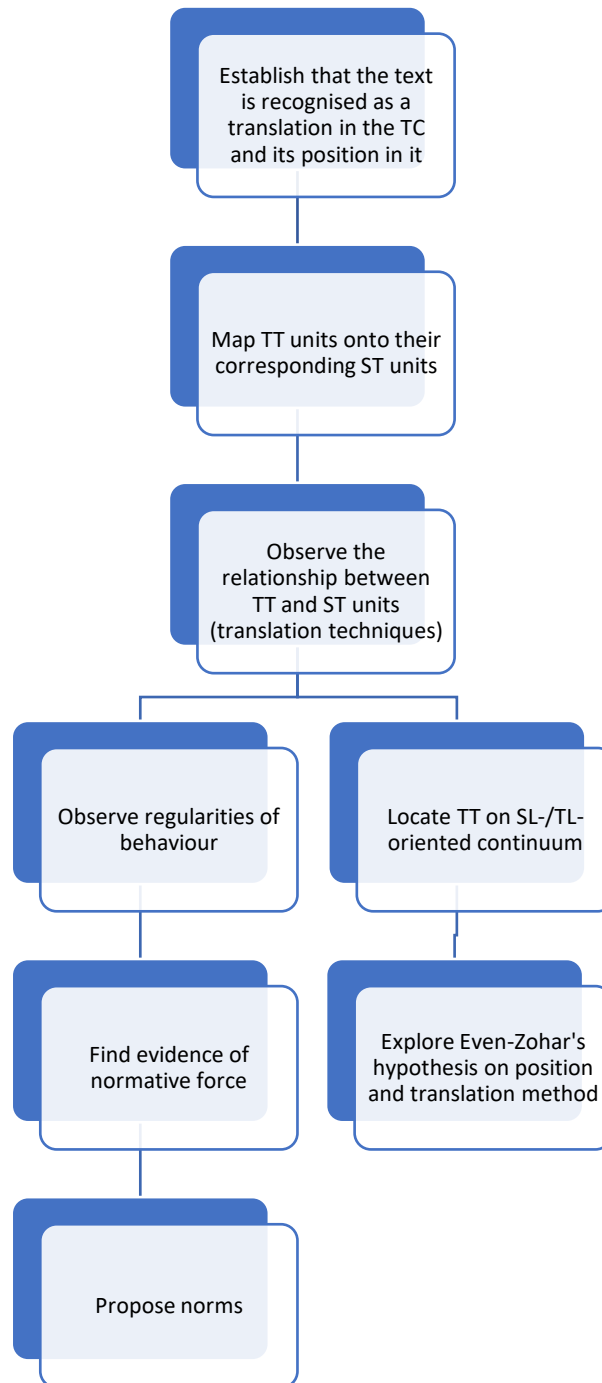 Establish that the text
is recognised as a
translation in the TC
and its position in it
Map TT units onto their
corresponding ST units
Observe the
relationship between
TT and ST units
(translation techniques)
Observe regularities of
behaviour
Locate TT on SL-/TL-
oriented continuum
Find evidence of
normative force
Explore Even-Zohar's
hypothesis on position
and translation method
Propose norms